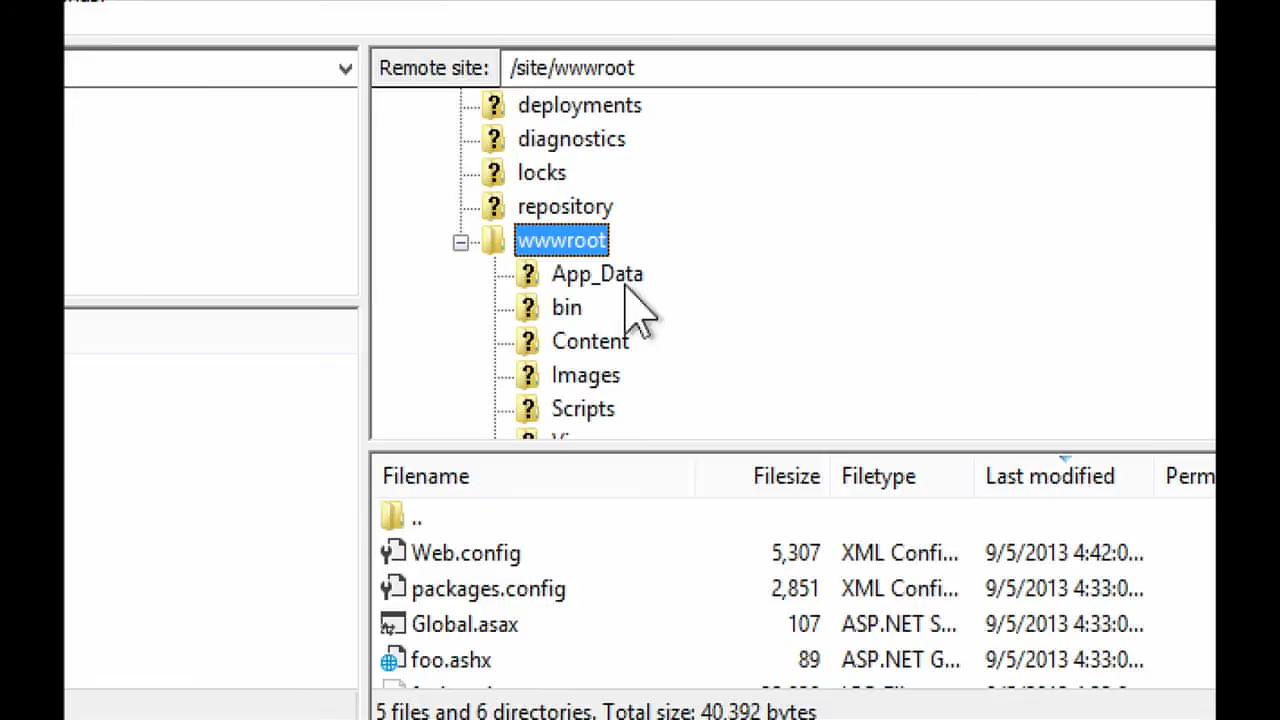 Remote site: /site/wwwroot
deployments
diagnostics
locks
repository
wwwroot
App_Data
bin
Content
Images
Scripts
Filename Filesize Filetype Last modified Perm
..
Web.config 5,307 XML Confi... 9/5/2013 4:42:0...
packages.config 2,851 XML Confi... 9/5/2013 4:33:0...
Global.asax 107 ASP.NET S... 9/5/2013 4:33:0...
foo.ashx 89 ASP.NET G... 9/5/2013 4:33:0...
5 files and 6 directories. Total size: 40,392 bytes